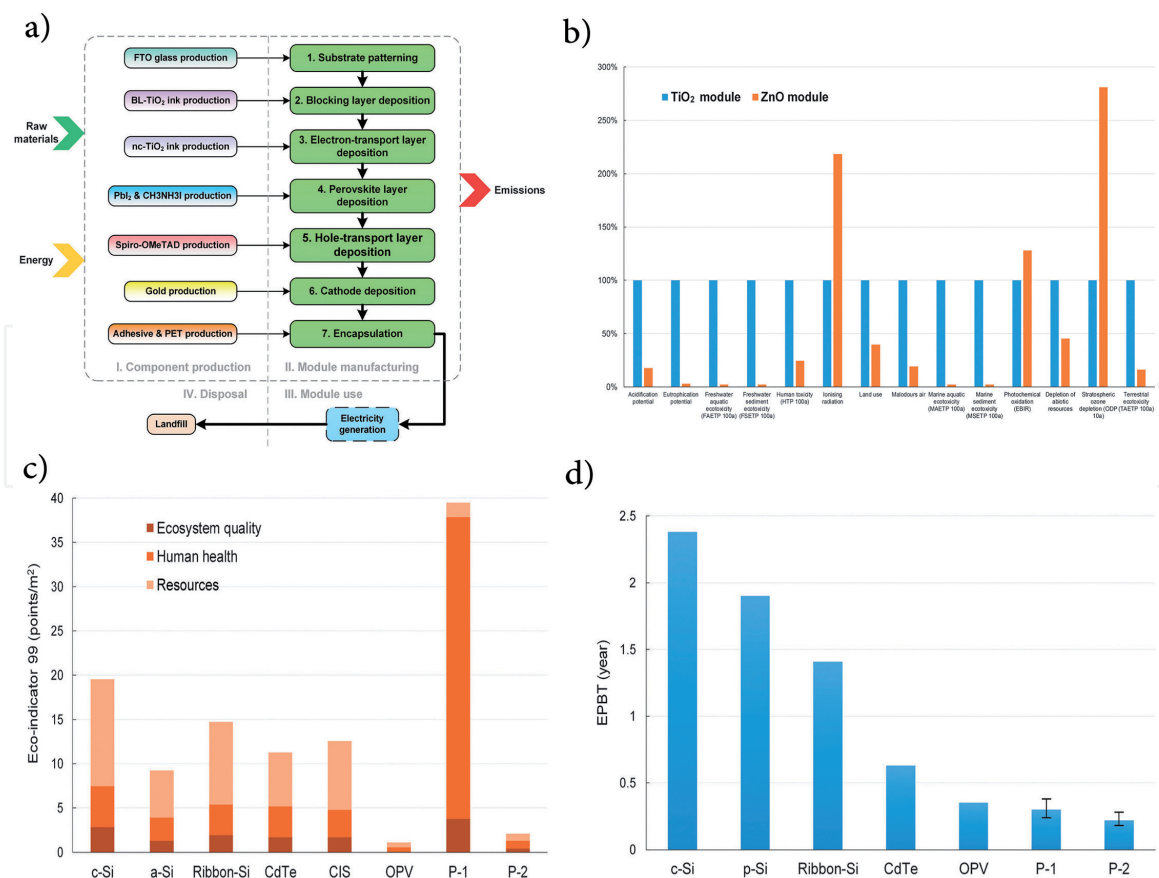 a)
FTO glass production
1. Substrate patterning
BL-TiO₂ ink production
2. Blocking layer deposition
Raw
materials
nc-TiO₂ ink production
3. Electron-transport layer
deposition
PbI₂ & CH3NH3I production
4. Perovskite layer
deposition
Emissions
Energy
Spiro-OMeTAD production
5. Hole-transport layer
deposition
Gold production
6. Cathode deposition
Adhesive & PET production
7. Encapsulation
I. Component production
II. Module manufacturing
IV. Disposal
III. Module use
Landfill
Electricity
generation
b)
300%
250%
200%
150%
100%
50%
0%
TiO₂ module
ZnO module
Acidification
potential
Eutrophication
potential
Freshwater
aquatic
ecotoxicity
(FAETP 100a)
Freshwater
sediment
ecotoxicity
(FSETP 100a)
Human toxicity
(HTP 100a)
Ionising
radiation
Land use
Malodours air
Marine aquatic
ecotoxicity
(MAETP 100a)
Marine
sediment
ecotoxicity
(MSETP 100a)
Photochemical
oxidation
(EBIR)
Depletion of
abiotic
resources
Stratospheric
ozone
depletion (ODP
10a)
Terrestrial
ecotoxicity
(TAETP 100a)
c)
Eco-indicator 99 (points/m²)
40
35
30
25
20
15
10
5
0
Ecosystem quality
Human health
Resources
c-Si
a-Si
Ribbon-Si
CdTe
CIS
OPV
P-1
P-2
d)
EPBT (year)
2.5
2
1.5
1
0.5
0
c-Si
p-Si
Ribbon-Si
CdTe
OPV
P-1
P-2